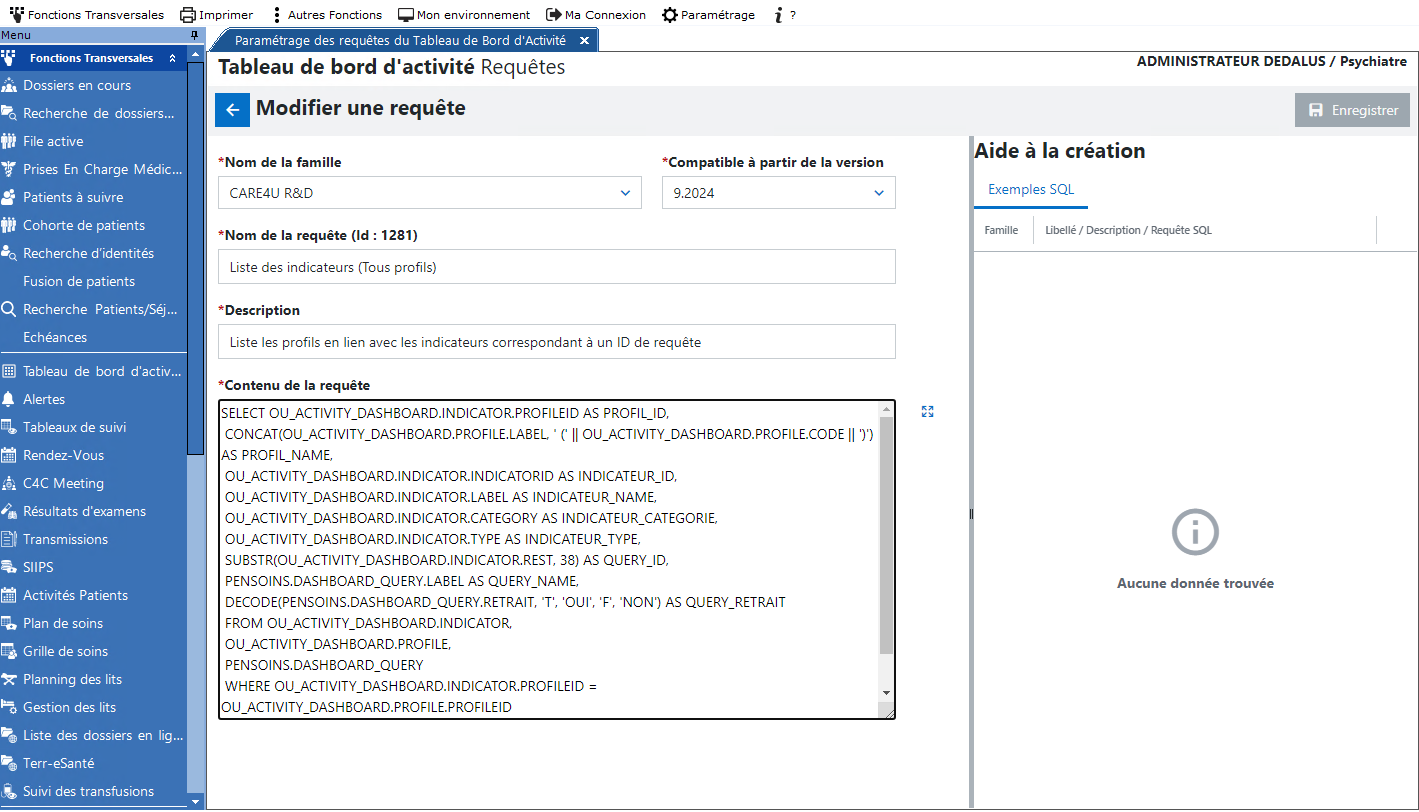 Fonctions Transversales Imprimer Autres Fonctions Mon environnement Ma Connexion Paramétrage ?
Menu
Fonctions Transversales
Dossiers en cours
Recherche de dossiers...
File active
Prises En Charge Médic...
Patients à suivre
Cohorte de patients
Recherche d'identités
Fusion de patients
Recherche Patients/Séj...
Echéances
Tableau de bord d'activ...
Alertes
Tableaux de suivi
Rendez-Vous
C4C Meeting
Résultats d'examens
Transmissions
SIIPS
Activités Patients
Plan de soins
Grille de soins
Planning des lits
Gestion des lits
Liste des dossiers en lig...
Terr-eSanté
Suivi des transfusions
Paramétrage des requêtes du Tableau de Bord d'Activité
Tableau de bord d'activité Requêtes
ADMINISTRATEUR DEDALUS / Psychiatre
Modifier une requête
Enregistrer
*Nom de la famille
*Compatible à partir de la version
CARE4U R&D
9.2024
*Nom de la requête (Id : 1281)
Liste des indicateurs (Tous profils)
*Description
Liste les profils en lien avec les indicateurs correspondant à un ID de requête
*Contenu de la requête
SELECT OU_ACTIVITY_DASHBOARD.INDICATOR.PROFILEID AS PROFIL_ID,
CONCAT(OU_ACTIVITY_DASHBOARD.PROFILE.LABEL, ' (' || OU_ACTIVITY_DASHBOARD.PROFILE.CODE || ')')
AS PROFIL_NAME,
OU_ACTIVITY_DASHBOARD.INDICATOR.INDICATORID AS INDICATEUR_ID,
OU_ACTIVITY_DASHBOARD.INDICATOR.LABEL AS INDICATEUR_NAME,
OU_ACTIVITY_DASHBOARD.INDICATOR.CATEGORY AS INDICATEUR_CATEGORIE,
OU_ACTIVITY_DASHBOARD.INDICATOR.TYPE AS INDICATEUR_TYPE,
SUBSTR(OU_ACTIVITY_DASHBOARD.INDICATOR.REST, 38) AS QUERY_ID,
PENSOINS.DASHBOARD_QUERY.LABEL AS QUERY_NAME,
DECODE(PENSOINS.DASHBOARD_QUERY.RETRAIT, 'T', 'OUI', 'F', 'NON') AS QUERY_RETRAIT
FROM OU_ACTIVITY_DASHBOARD.INDICATOR,
OU_ACTIVITY_DASHBOARD.PROFILE,
PENSOINS.DASHBOARD_QUERY
WHERE OU_ACTIVITY_DASHBOARD.INDICATOR.PROFILEID =
OU_ACTIVITY_DASHBOARD.PROFILE.PROFILEID
Aide à la création
Exemples SQL
Famille
Libellé / Description / Requête SQL
Aucune donnée trouvée